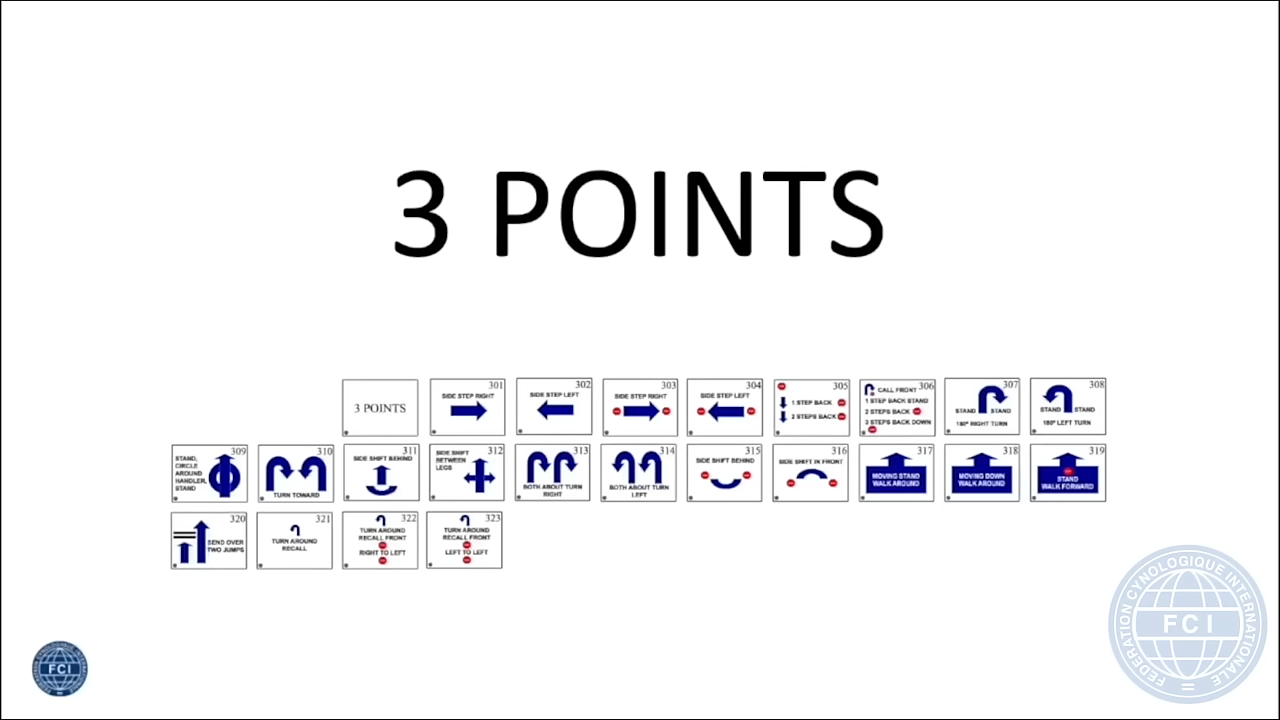 3 POINTS
3 POINTS
301
SIDE STEP RIGHT
302
SIDE STEP LEFT
303
SIDE STEP RIGHT
304
SIDE STEP LEFT
305
1 STEP BACK
2 STEPS BACK
306
CALL FRONT
1 STEP BACK STAND
2 STEPS BACK
3 STEPS BACK DOWN
307
STAND STAND
180° RIGHT TURN
308
STAND STAND
180° LEFT TURN
309
STAND,
CIRCLE
AROUND
HANDLER,
STAND
310
TURN TOWARD
311
SIDE SHIFT BEHIND
312
SIDE SHIFT
BETWEEN
LEGS
313
BOTH ABOUT TURN
RIGHT
314
BOTH ABOUT TURN
LEFT
315
SIDE SHIFT BEHIND
316
SIDE SHIFT IN FRONT
317
MOVING STAND
WALK AROUND
318
MOVING DOWN
WALK AROUND
319
STAND
WALK FORWARD
320
SEND OVER
TWO JUMPS
321
TURN AROUND
RECALL
322
TURN AROUND
RECALL FRONT
RIGHT TO LEFT
323
TURN AROUND
RECALL FRONT
LEFT TO LEFT
FEDERATION CYNOLOGIQUE INTERNATIONALE
FCI
FEDERATION CYNOLOGIQUE INTERNATIONALE
FCI